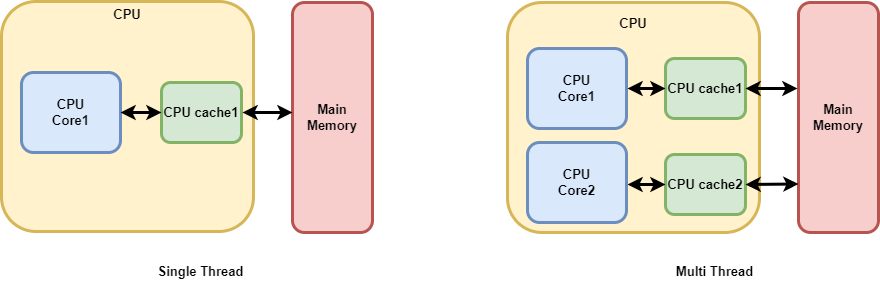 CPU
CPU
Core1
CPU cache1
Main
Memory
Single Thread
CPU
CPU
Core1
CPU cache1
CPU
Core2
CPU cache2
Main
Memory
Multi Thread